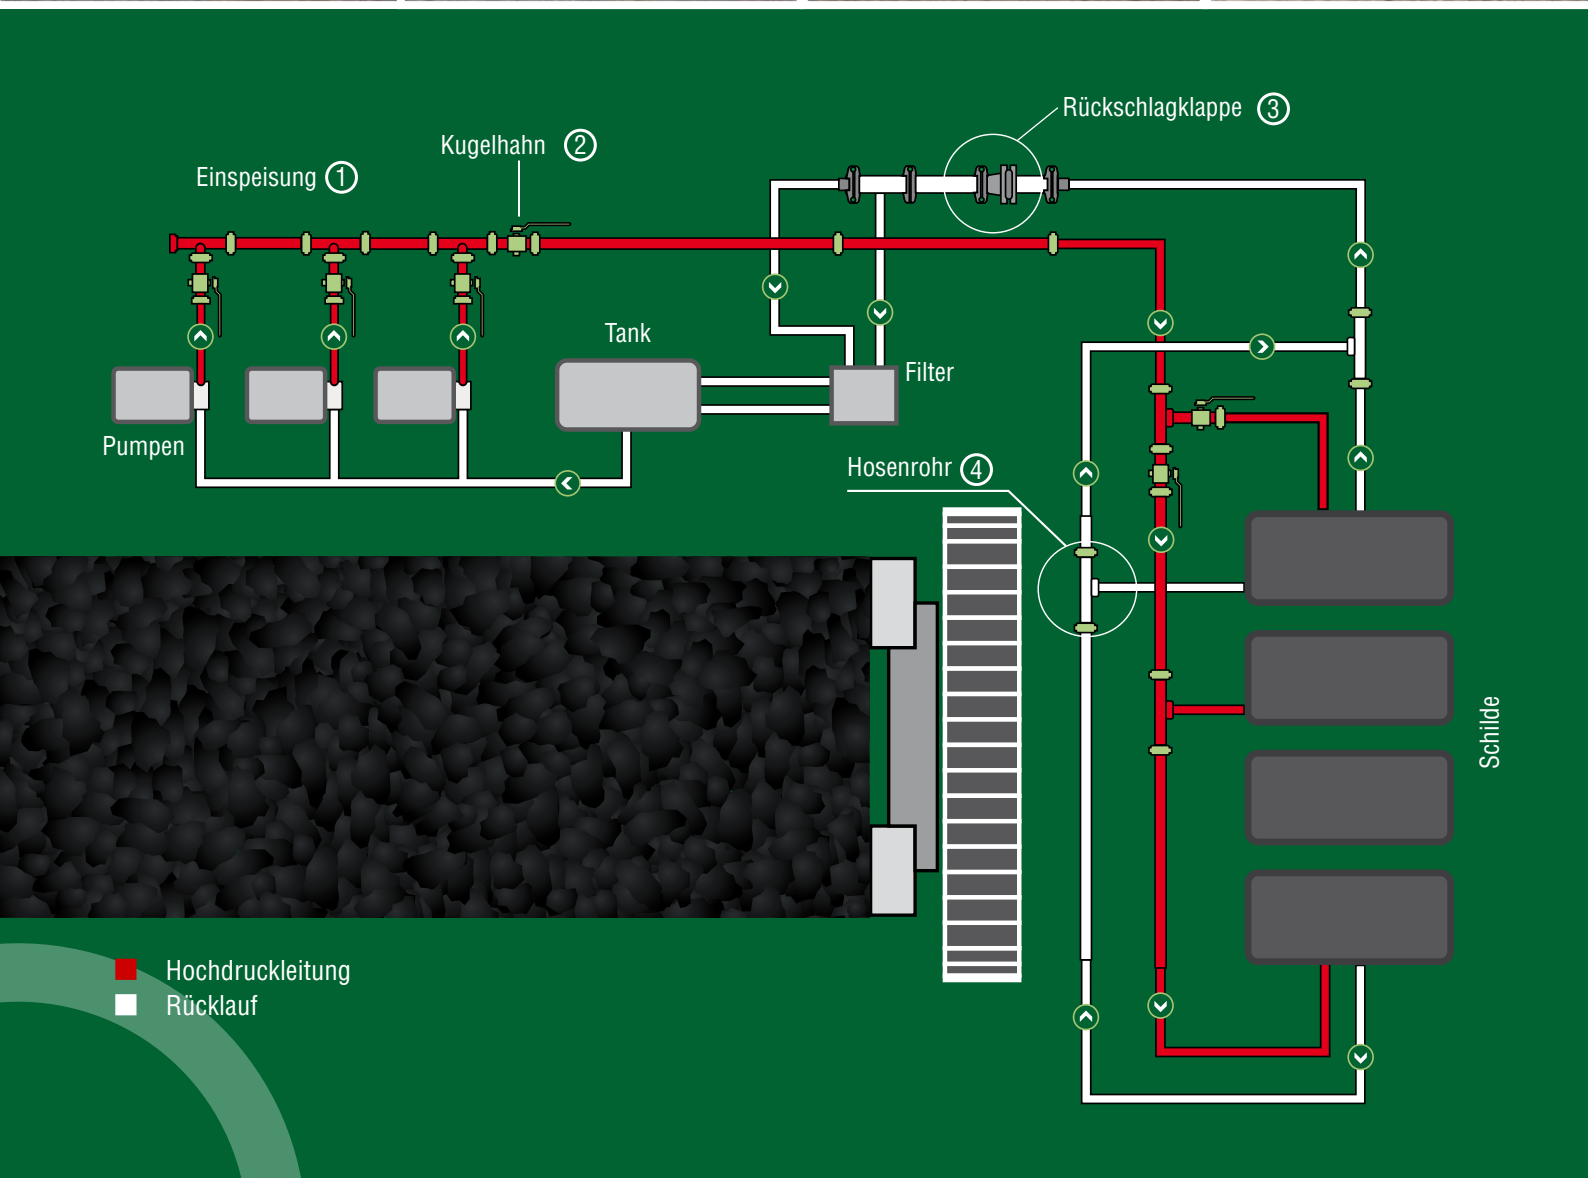 Rückschlagklappe 3
Kugelhahn 2
Einspeisung 1
Tank
Filter
Pumpen
Hosenrohr 4
Schilde
Hochdruckleitung
Rücklauf